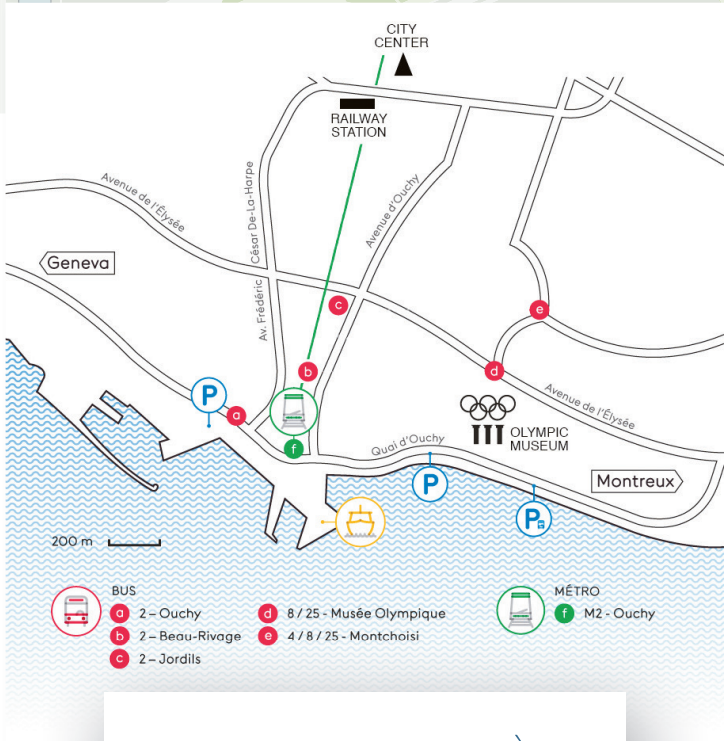 CITY
CENTER
RAILWAY
STATION
Avenue de l'Élysée
Av. Frédéric César De-La-Harpe
Avenue d'Ouchy
Geneva
c
e
b
d
P
a
f
Quai d'Ouchy
OLYMPIC
MUSEUM
Avenue de l'Élysée
Montreux
P
P
200 m
BUS
a 2 – Ouchy
b 2 – Beau-Rivage
c 2 – Jordils
d 8 / 25 - Musée Olympique
e 4 / 8 / 25 - Montchoisi
MÉTRO
f M2 - Ouchy